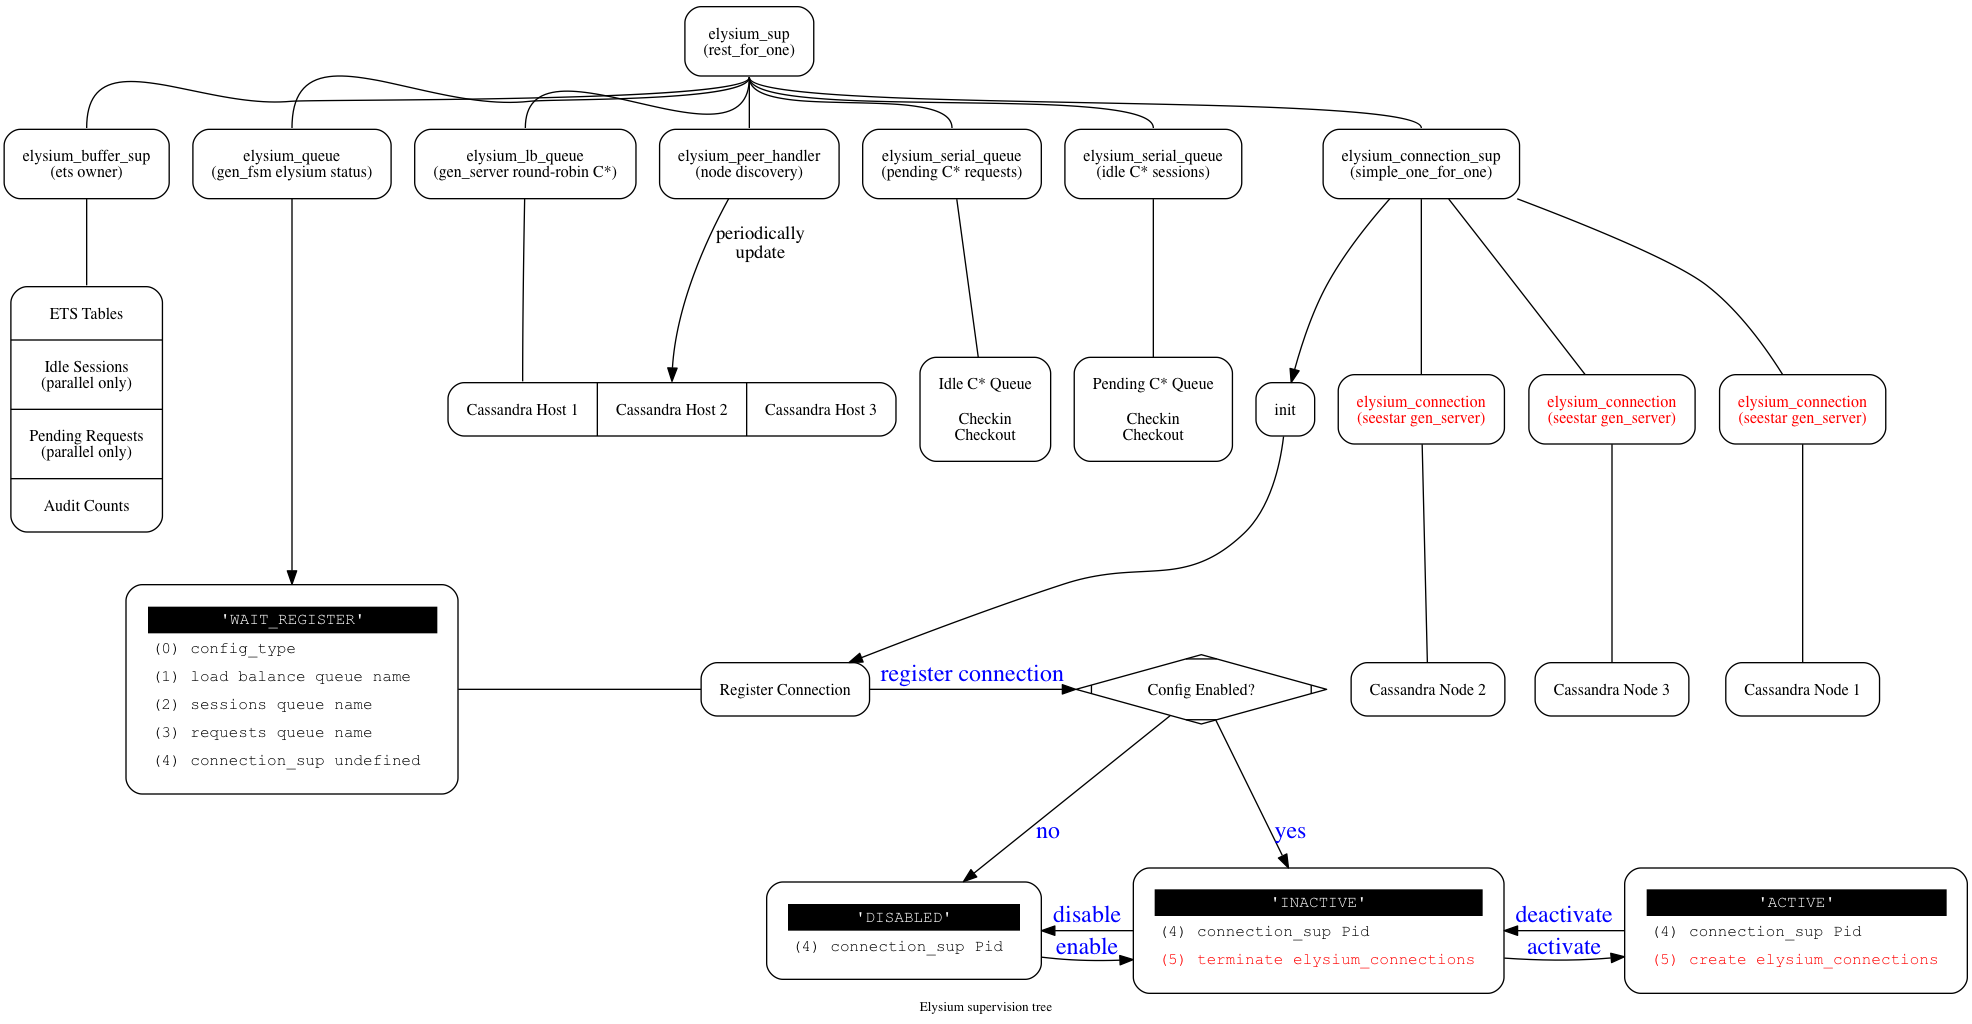 elysium_sup
(rest_for_one)
elysium_buffer_sup
(ets owner)
elysium_queue
(gen_fsm elysium status)
elysium_lb_queue
(gen_server round-robin C*)
elysium_peer_handler
(node discovery)
elysium_serial_queue
(pending C* requests)
elysium_serial_queue
(idle C* sessions)
elysium_connection_sup
(simple_one_for_one)
periodically
update
ETS Tables
Idle Sessions
(parallel only)
Pending Requests
(parallel only)
Audit Counts
Cassandra Host 1
Cassandra Host 2
Cassandra Host 3
Idle C* Queue
Checkin
Checkout
Pending C* Queue
Checkin
Checkout
init
elysium_connection
(seestar gen_server)
elysium_connection
(seestar gen_server)
elysium_connection
(seestar gen_server)
'WAIT_REGISTER'
(0) config_type
(1) load balance queue name
(2) sessions queue name
(3) requests queue name
(4) connection_sup undefined
Register Connection
register connection
Config Enabled?
Cassandra Node 2
Cassandra Node 3
Cassandra Node 1
no
yes
'DISABLED'
(4) connection_sup Pid
disable
enable
'INACTIVE'
(4) connection_sup Pid
(5) terminate elysium_connections
deactivate
activate
'ACTIVE'
(4) connection_sup Pid
(5) create elysium_connections
Elysium supervision tree